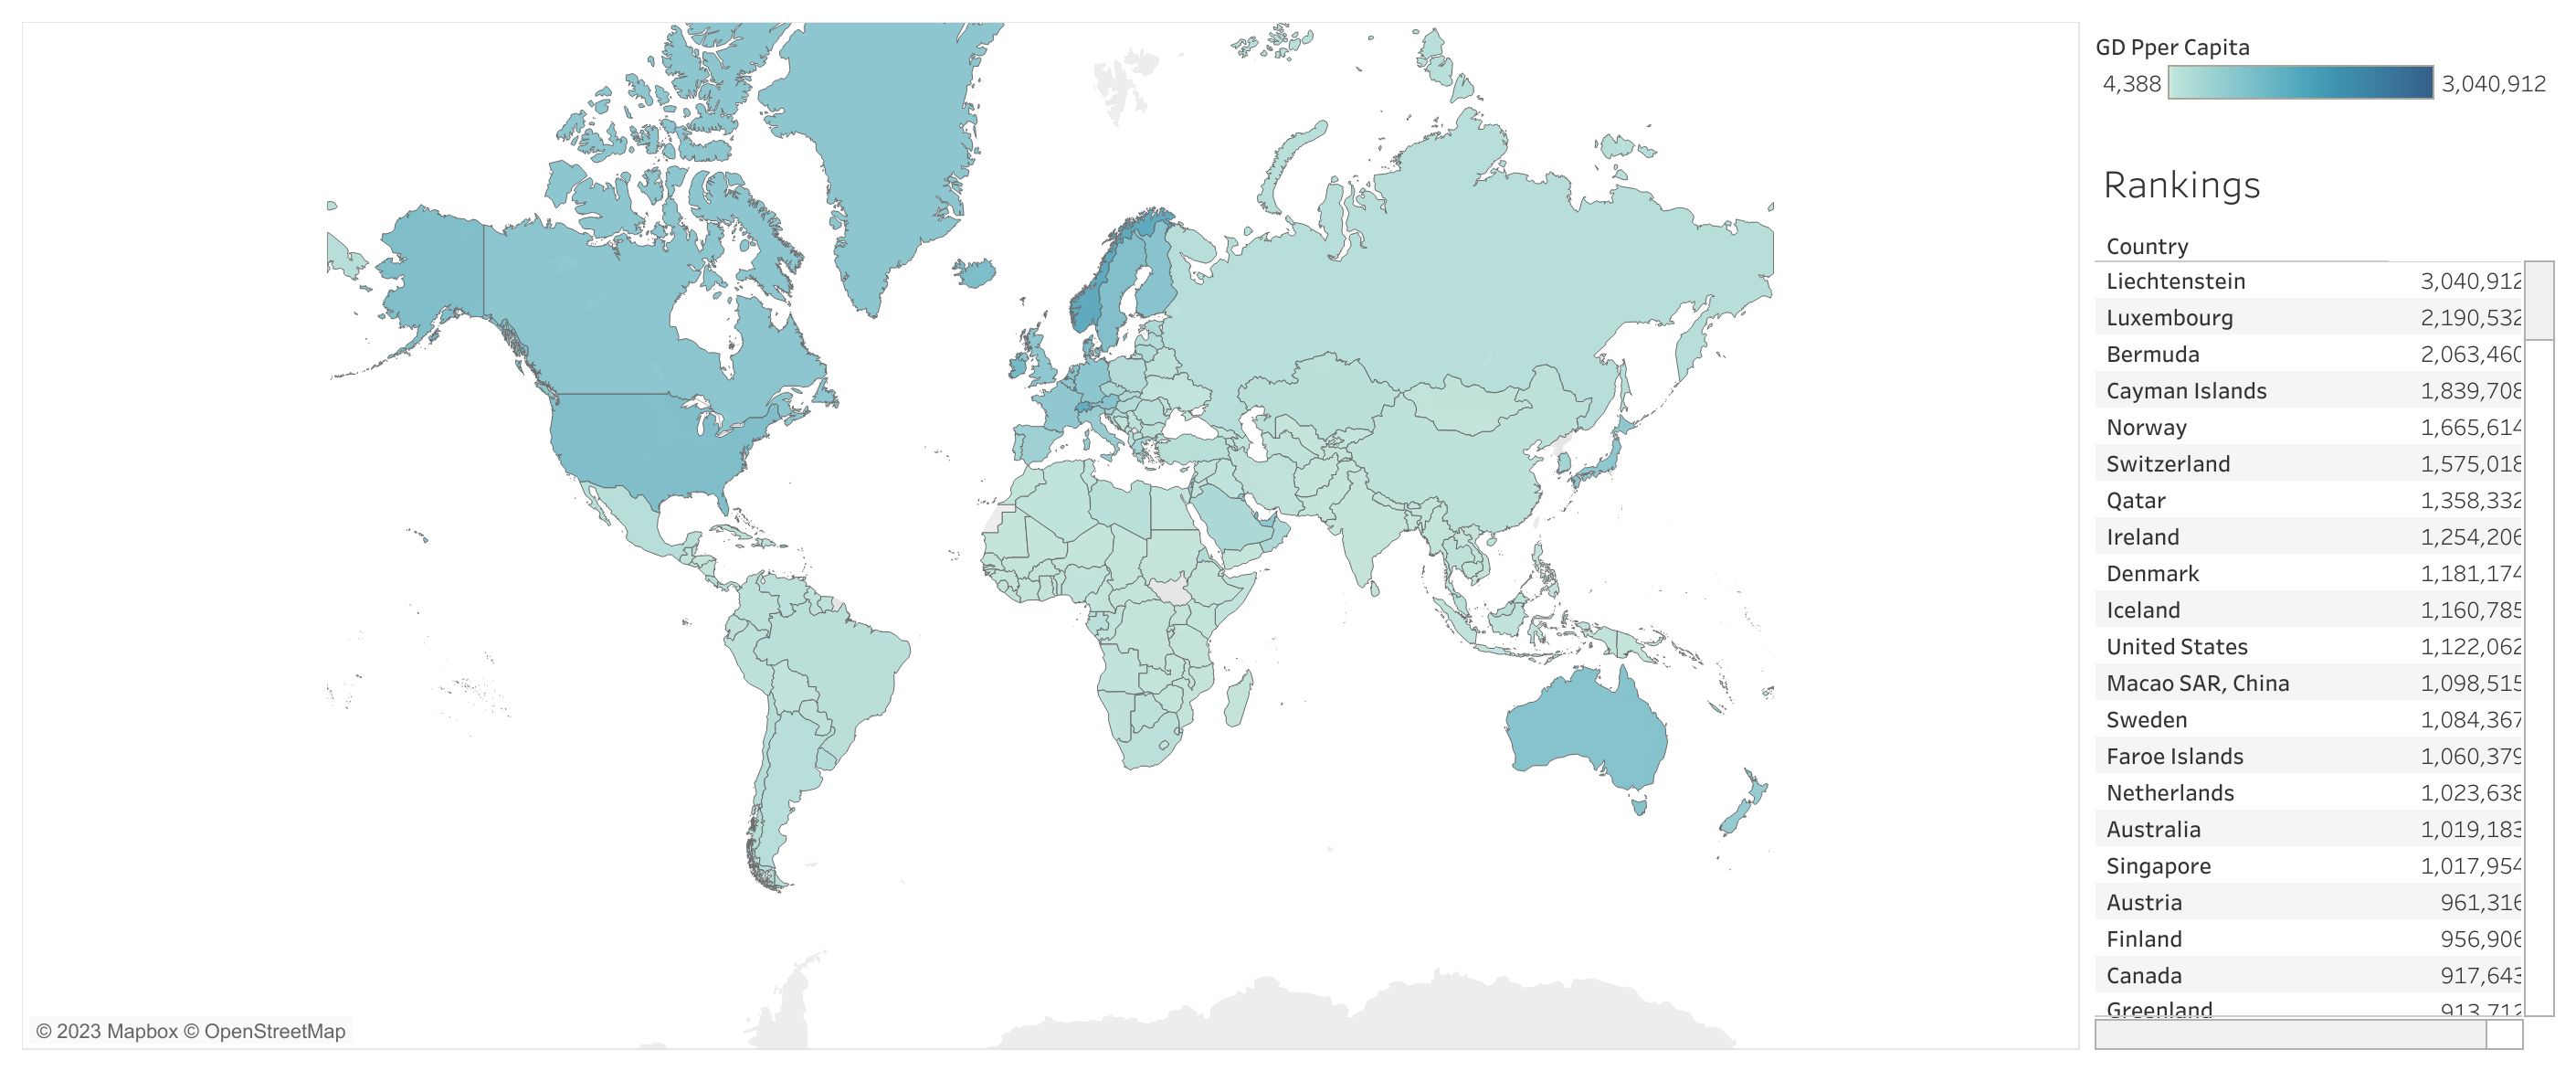 GD Pper Capita
4,388 3,040,912
Rankings
Country
Liechtenstein 3,040,912
Luxembourg 2,190,532
Bermuda 2,063,460
Cayman Islands 1,839,708
Norway 1,665,614
Switzerland 1,575,018
Qatar 1,358,332
Ireland 1,254,206
Denmark 1,181,174
Iceland 1,160,785
United States 1,122,062
Macao SAR, China 1,098,515
Sweden 1,084,367
Faroe Islands 1,060,379
Netherlands 1,023,638
Australia 1,019,183
Singapore 1,017,954
Austria 961,316
Finland 956,906
Canada 917,643
Greenland 913,712
© 2023 Mapbox © OpenStreetMap